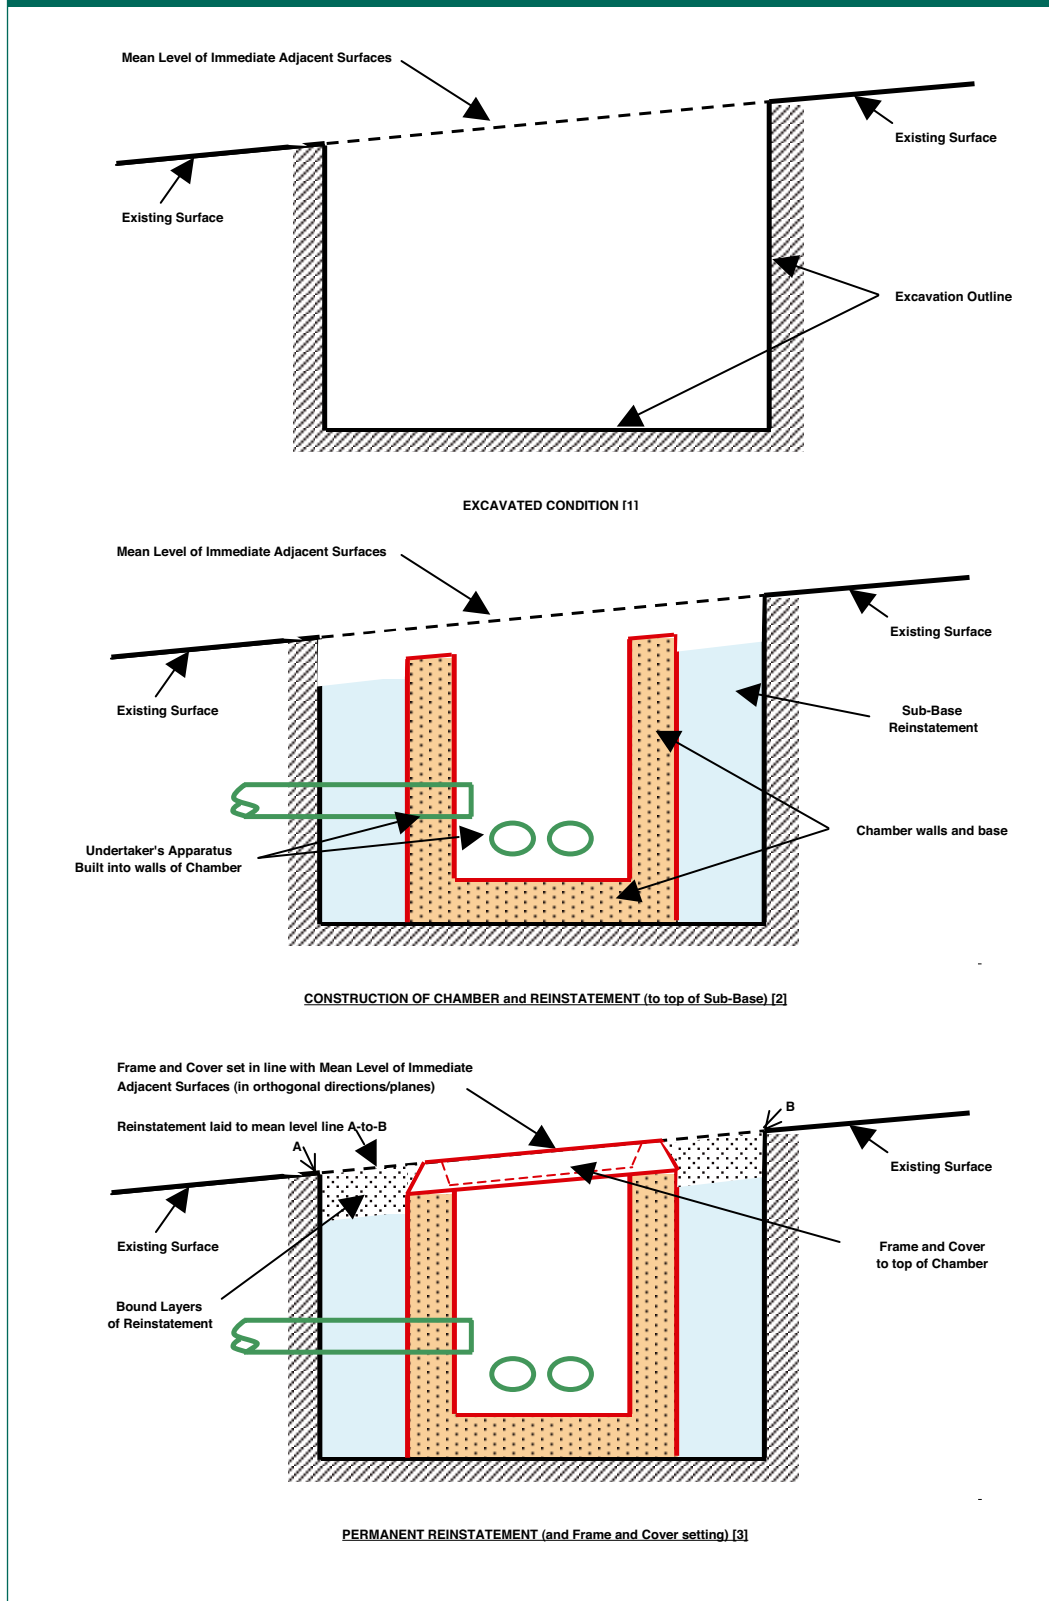 Mean Level of Immediate Adjacent Surfaces
Existing Surface
Existing Surface
Excavation Outline
EXCAVATED CONDITION [1]
Mean Level of Immediate Adjacent Surfaces
Existing Surface
Existing Surface
Sub-Base
Reinstatement
Chamber walls and base
Undertaker's Apparatus
Built into walls of Chamber
CONSTRUCTION OF CHAMBER and REINSTATEMENT (to top of Sub-Base) [2]
Frame and Cover set in line with Mean Level of Immediate
Adjacent Surfaces (in orthogonal directions/planes)
B
Reinstatement laid to mean level line A-to-B
A
Existing Surface
Existing Surface
Frame and Cover
to top of Chamber
Bound Layers
of Reinstatement
PERMANENT REINSTATEMENT (and Frame and Cover setting) [3]